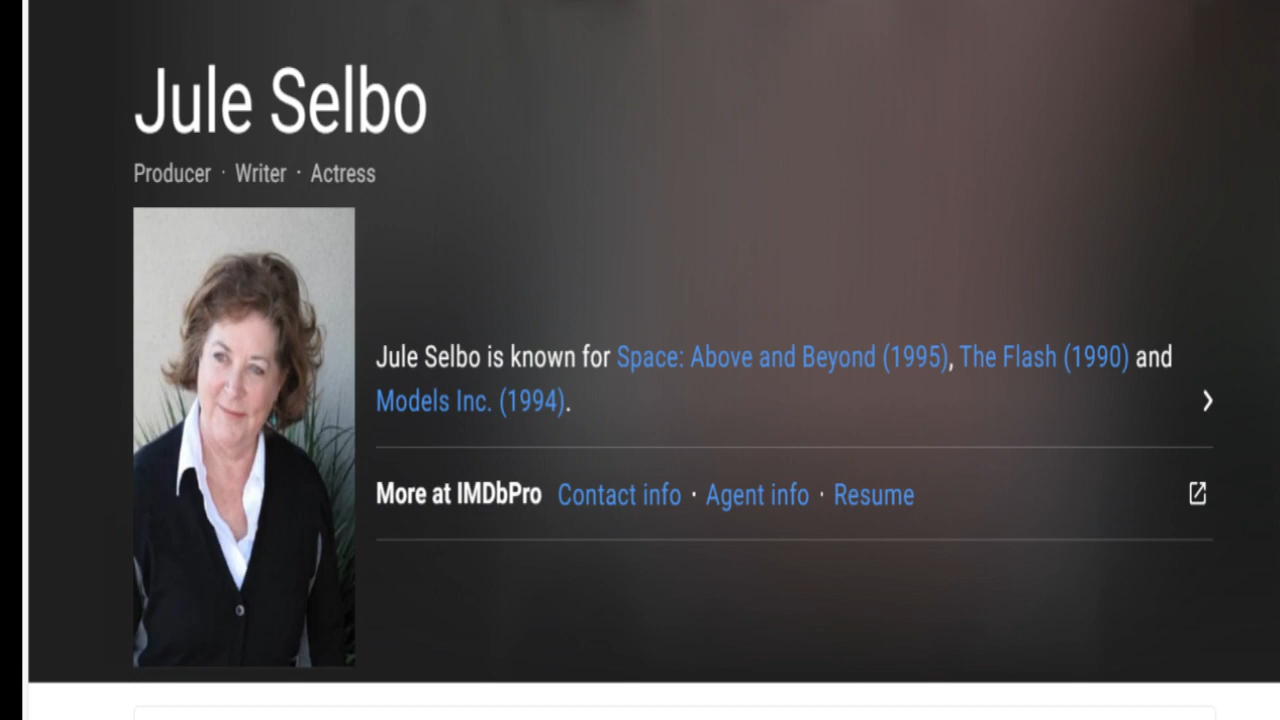 Jule Selbo
Producer · Writer · Actress
Jule Selbo is known for Space: Above and Beyond (1995), The Flash (1990) and
Models Inc. (1994).
More at IMDbPro Contact info · Agent info · Resume